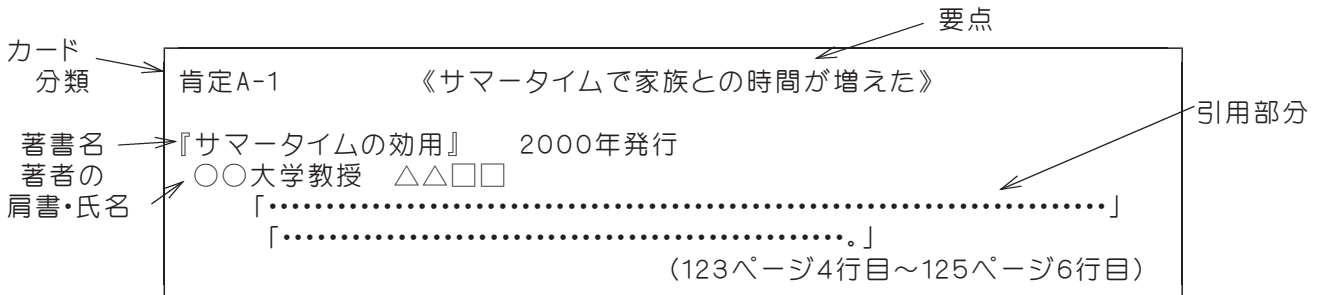 要点
カード
分類
肯定A-1 《サマータイムで家族との時間が増えた》
引用部分
著書名
『サマータイムの効用』 2000年発行
著者の
肩書・氏名
○○大学教授 △△□□
「・・・・・・・・・・・・・・・・・・・・・・・・・・・・・・・・・・・・・・・・・・・・・・・・・・・・・・・・・・・・・・・・・・・・・・・・・・」
「・・・・・・・・・・・・・・・・・・・・・・・・・・・・・・・・・・・・・・・・・・・・・・・・・。」
(123ページ4行目～125ページ6行目)